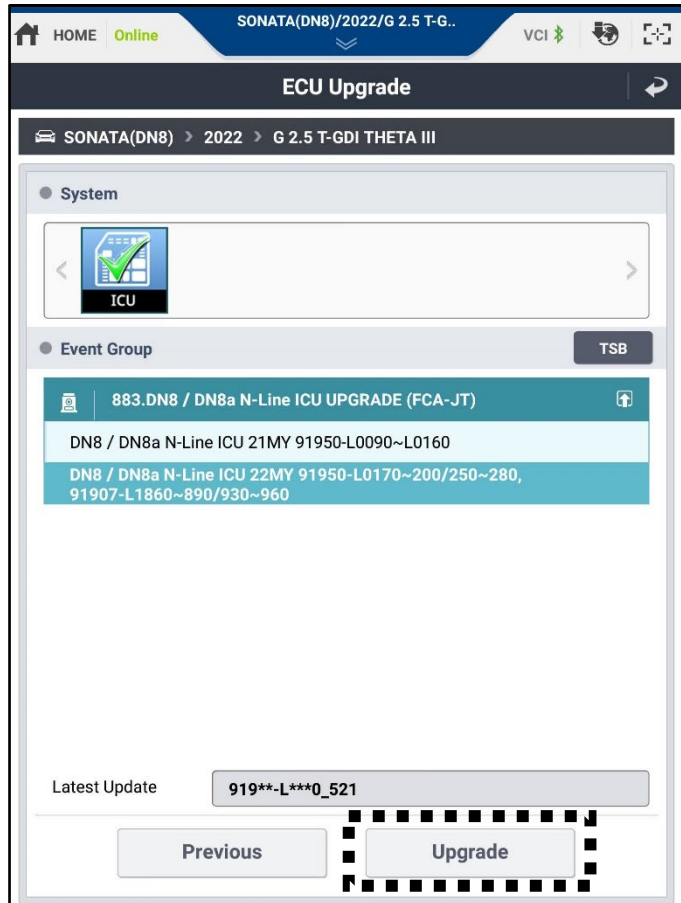 SONATA(DN8)/2022/G 2.5 T-G..
HOME Online VCI
ECU Upgrade
SONATA(DN8) > 2022 > G 2.5 T-GDI THETA III
System
ICU
Event Group TSB
883.DN8 / DN8a N-Line ICU UPGRADE (FCA-JT)
DN8 / DN8a N-Line ICU 21MY 91950-L0090~L0160
DN8 / DN8a N-Line ICU 22MY 91950-L0170~200/250~280,
91907-L1860~890/930~960
Latest Update 919**-L***0_521
Previous Upgrade